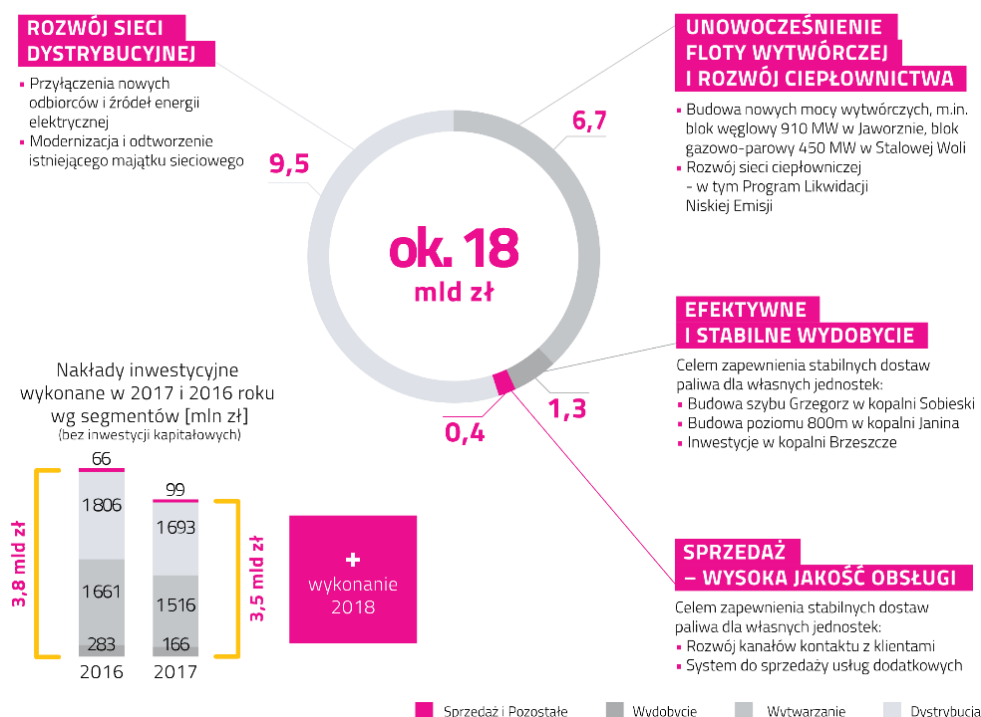 ROZWÓJ SIECI
DYSTRYBUCYJNEJ
▪ Przyłączenia nowych
odbiorców i źródeł energii
elektrycznej
▪ Modernizacja i odtworzenie
istniejącego majątku sieciowego
9,5
UNOWOCZEŚNIENIE
FLOTY WYTWÓRCZEJ
I ROZWÓJ CIEPŁOWNICTWA
6,7
▪ Budowa nowych mocy wytwórczych, m.in.
blok węglowy 910 MW w Jaworznie, blok
gazowo-parowy 450 MW w Stalowej Woli
▪ Rozwój sieci ciepłowniczej
- w tym Program Likwidacji
Niskiej Emisji
ok. 18
mld zł
EFEKTYWNE
I STABILNE WYDOBYCIE
1,3
Celem zapewnienia stabilnych dostaw
paliwa dla własnych jednostek:
▪ Budowa szybu Grzegorz w kopalni Sobieski
▪ Budowa poziomu 800m w kopalni Janina
▪ Inwestycje w kopalni Brzeszcze
0,4
SPRZEDAŻ
– WYSOKA JAKOŚĆ OBSŁUGI
Celem zapewnienia stabilnych dostaw
paliwa dla własnych jednostek:
▪ Rozwój kanałów kontaktu z klientami
▪ System do sprzedaży usług dodatkowych
Nakłady inwestycyjne
wykonane w 2017 i 2016 roku
wg segmentów [mln zł]
(bez inwestycji kapitałowych)
66
1806
1661
283
2016
3,8 mld zł
99
1693
1516
166
2017
3,5 mld zł
+
wykonanie
2018
Sprzedaż i Pozostałe
Wydobycie
Wytwarzanie
Dystrybucja